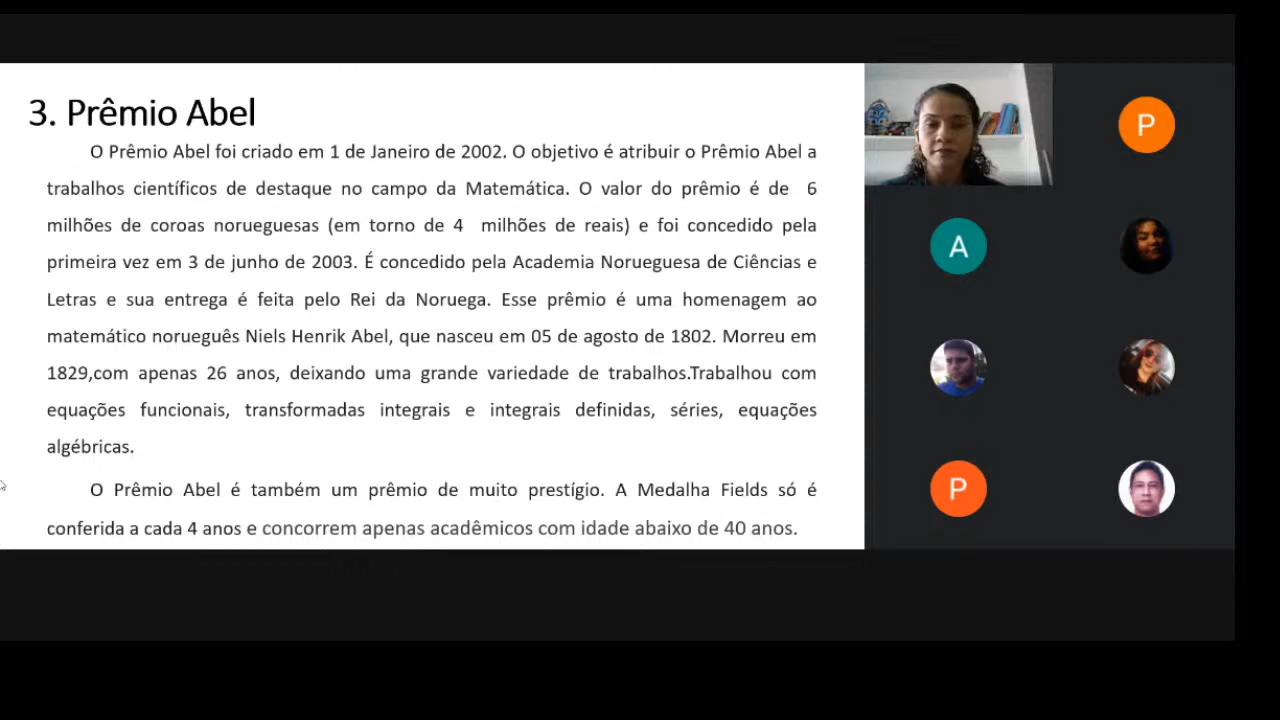 3. Prêmio Abel
O Prêmio Abel foi criado em 1 de Janeiro de 2002. O objetivo é atribuir o Prêmio Abel a
trabalhos científicos de destaque no campo da Matemática. O valor do prêmio é de 6
milhões de coroas norueguesas (em torno de 4 milhões de reais) e foi concedido pela
primeira vez em 3 de junho de 2003. É concedido pela Academia Norueguesa de Ciências e
Letras e sua entrega é feita pelo Rei da Noruega. Esse prêmio é uma homenagem ao
matemático norueguês Niels Henrik Abel, que nasceu em 05 de agosto de 1802. Morreu em
1829,com apenas 26 anos, deixando uma grande variedade de trabalhos.Trabalhou com
equações funcionais, transformadas integrais e integrais definidas, séries, equações
algébricas.
O Prêmio Abel é também um prêmio de muito prestígio. A Medalha Fields só é
conferida a cada 4 anos e concorrem apenas acadêmicos com idade abaixo de 40 anos.
P
A
P